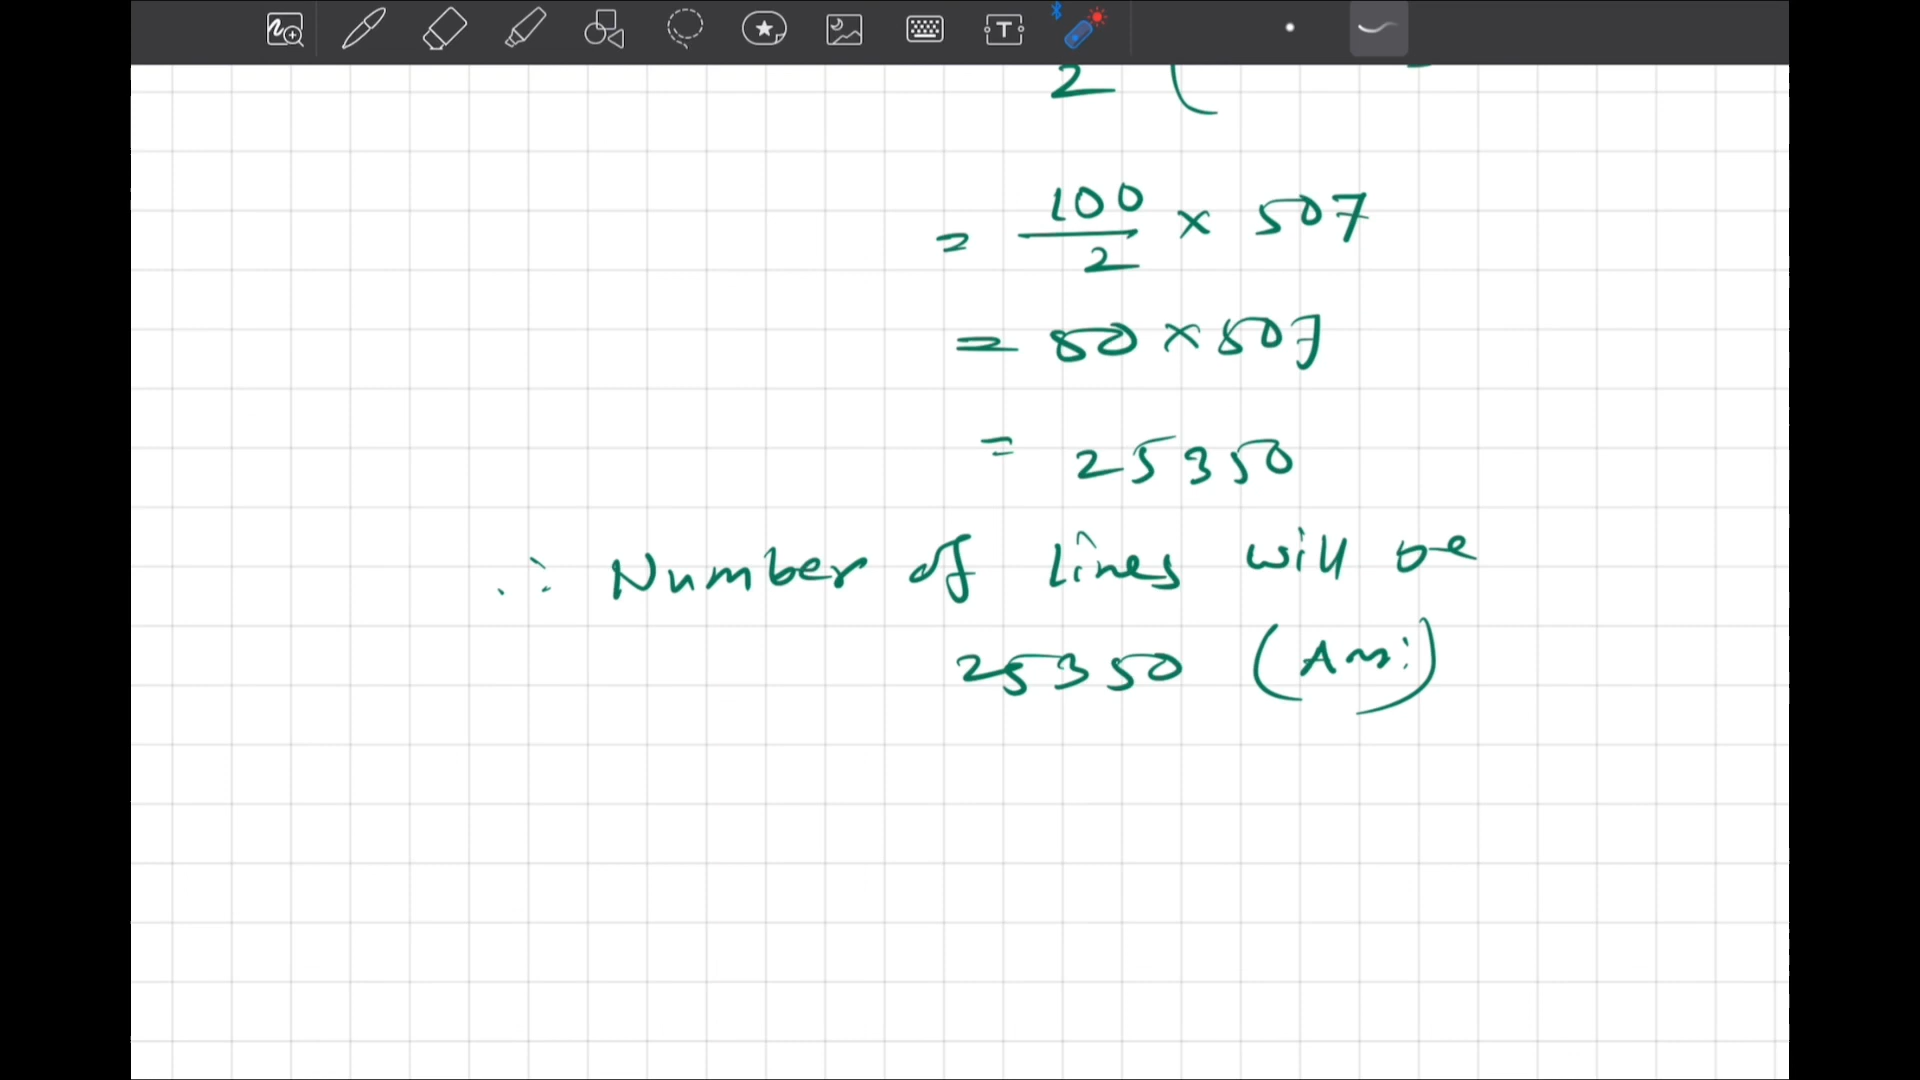 2 (
= 100/2 × 507
= 50 × 507
= 25350
∴ Number of lines will be
25350 (Ans:)